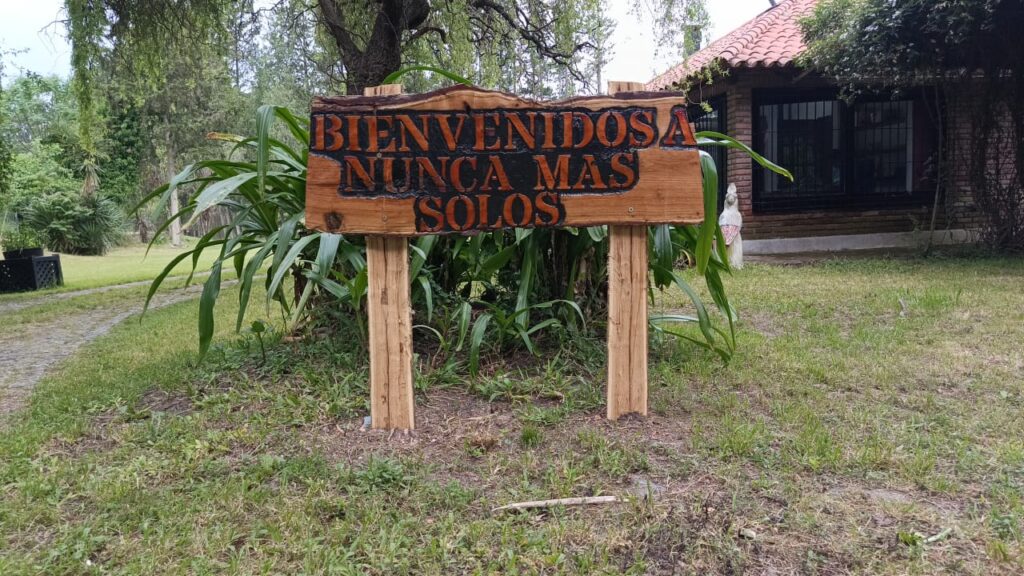 BIENVENIDOS A
NUNCA MAS
SOLOS